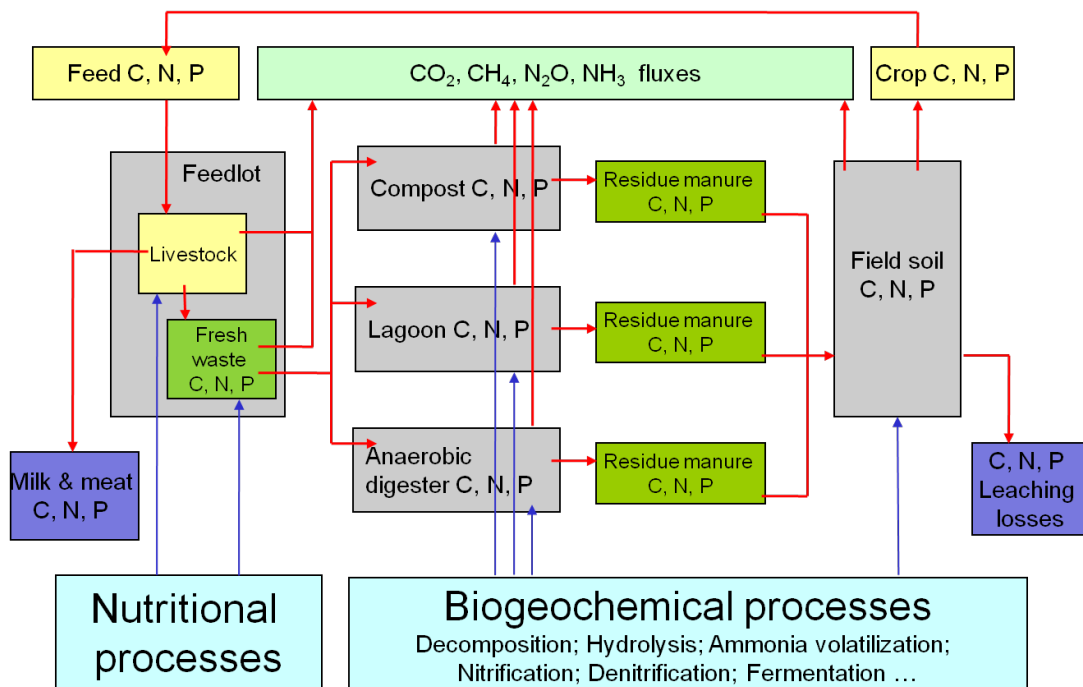 Feed C, N, P
CO₂, CH₄, N₂O, NH₃ fluxes
Crop C, N, P
Feedlot
Livestock
Fresh
waste
C, N, P
Milk & meat
C, N, P
Compost C, N, P
Residue manure
C, N, P
Lagoon C, N, P
Residue manure
C, N, P
Anaerobic
digester C, N, P
Residue manure
C, N, P
Field soil
C, N, P
C, N, P
Leaching
losses
Nutritional
processes
Biogeochemical processes
Decomposition; Hydrolysis; Ammonia volatilization;
Nitrification; Denitrification; Fermentation ...